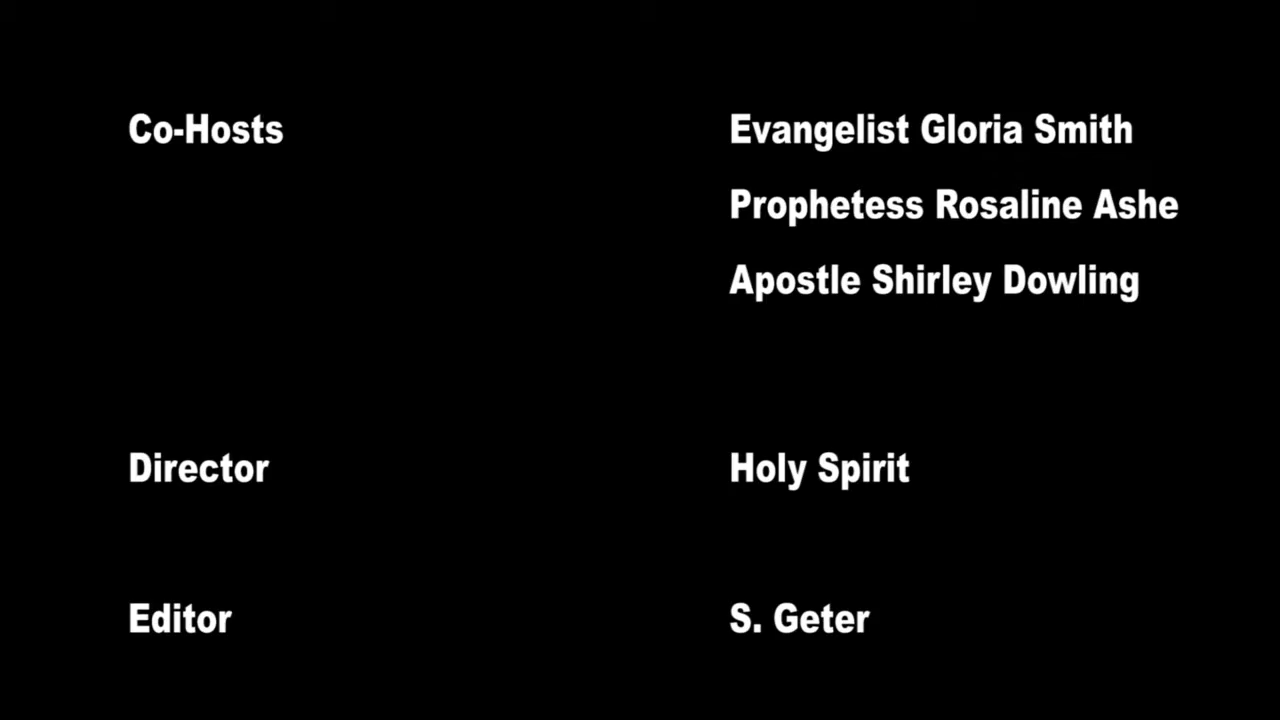 Co-Hosts Evangelist Gloria Smith
Prophetess Rosaline Ashe
Apostle Shirley Dowling
Director Holy Spirit
Editor S. Geter